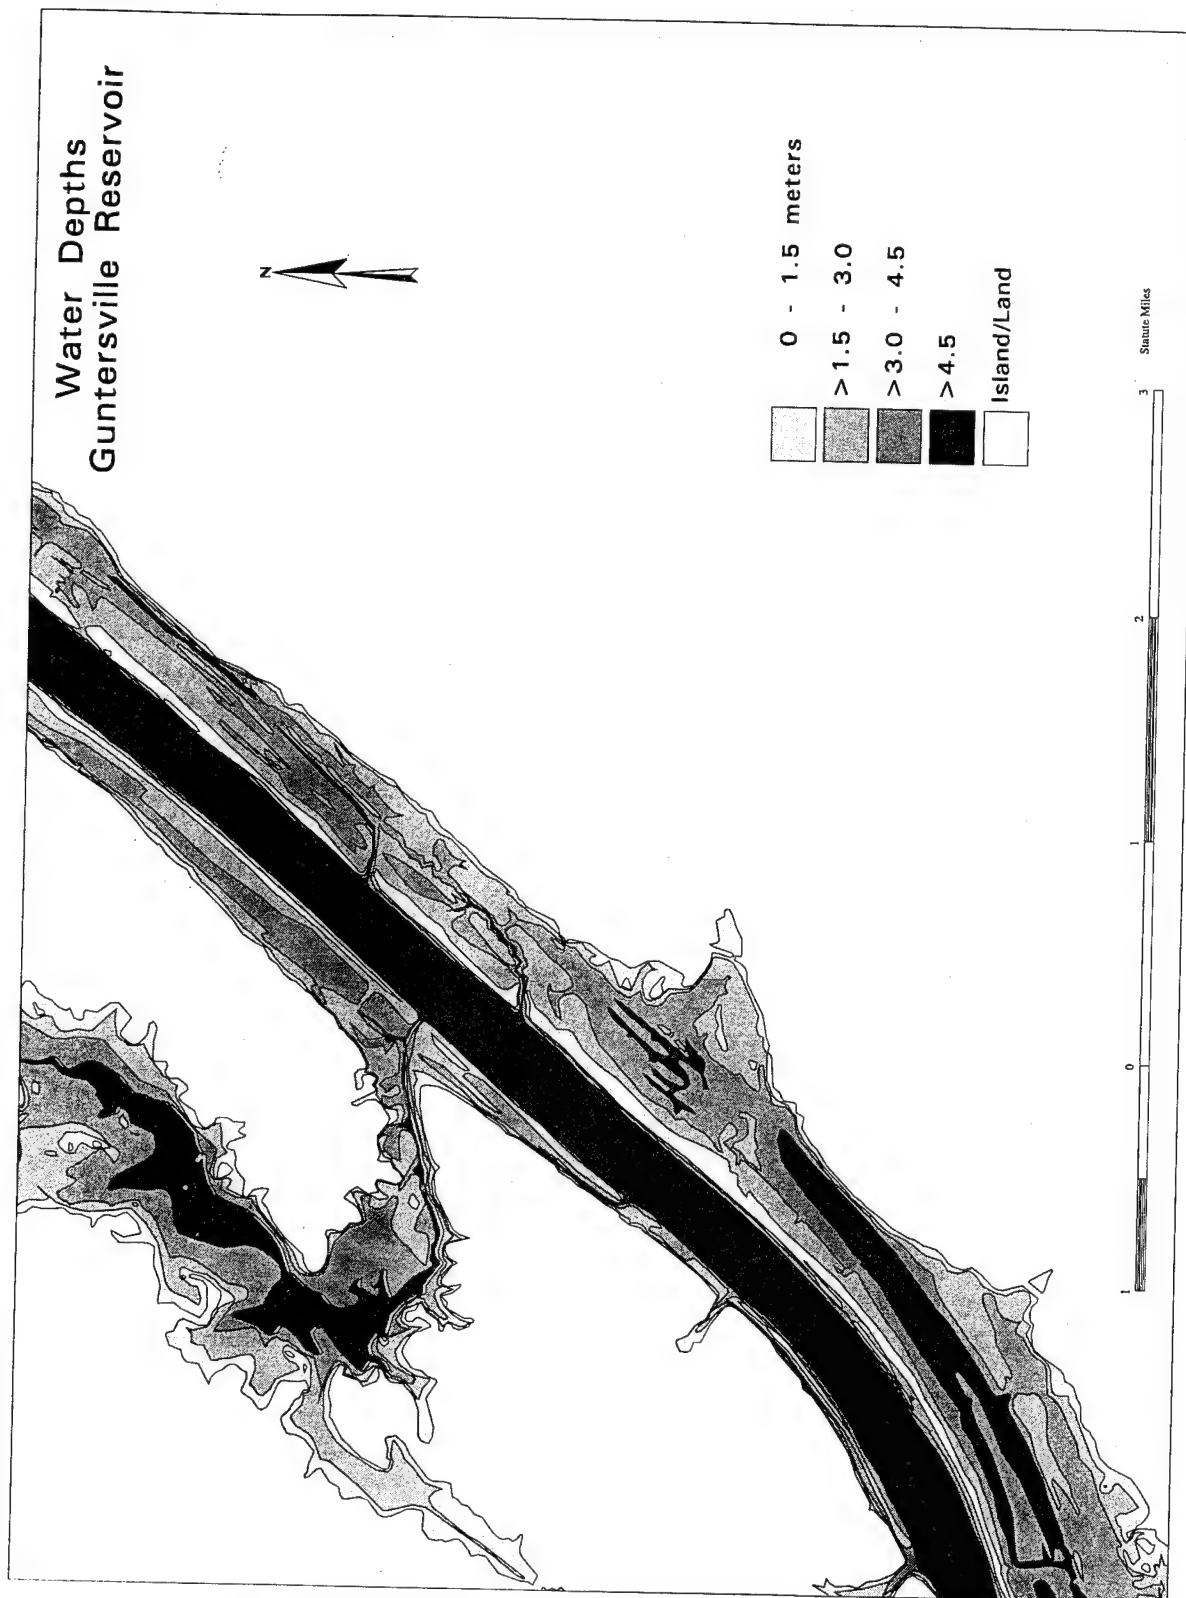 Water Depths
Guntersville Reservoir
N
0 - 1.5 meters
>1.5 - 3.0
>3.0 - 4.5
>4.5
Island/Land
1 0 1 2 3
Statute Miles